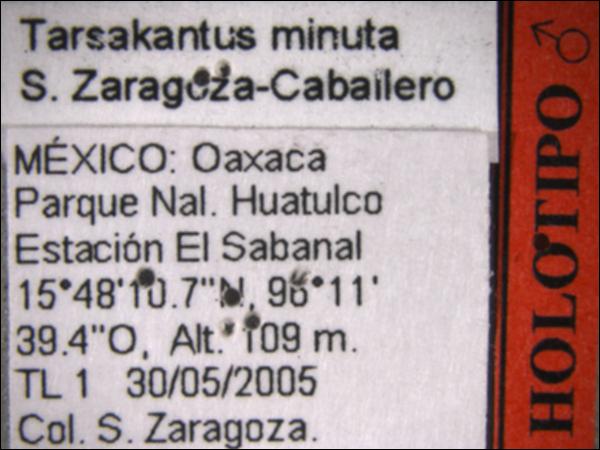 Tarsakantus minuta
S. Zaragoza-Caballero
MÉXICO: Oaxaca
Parque Nal. Huatulco
Estación El Sabanal
15°48'10.7"N, 96°11'
39.4"O, Alt. 109 m.
TL 1 30/05/2005
Col. S. Zaragoza.
HOLOTIPO ♂